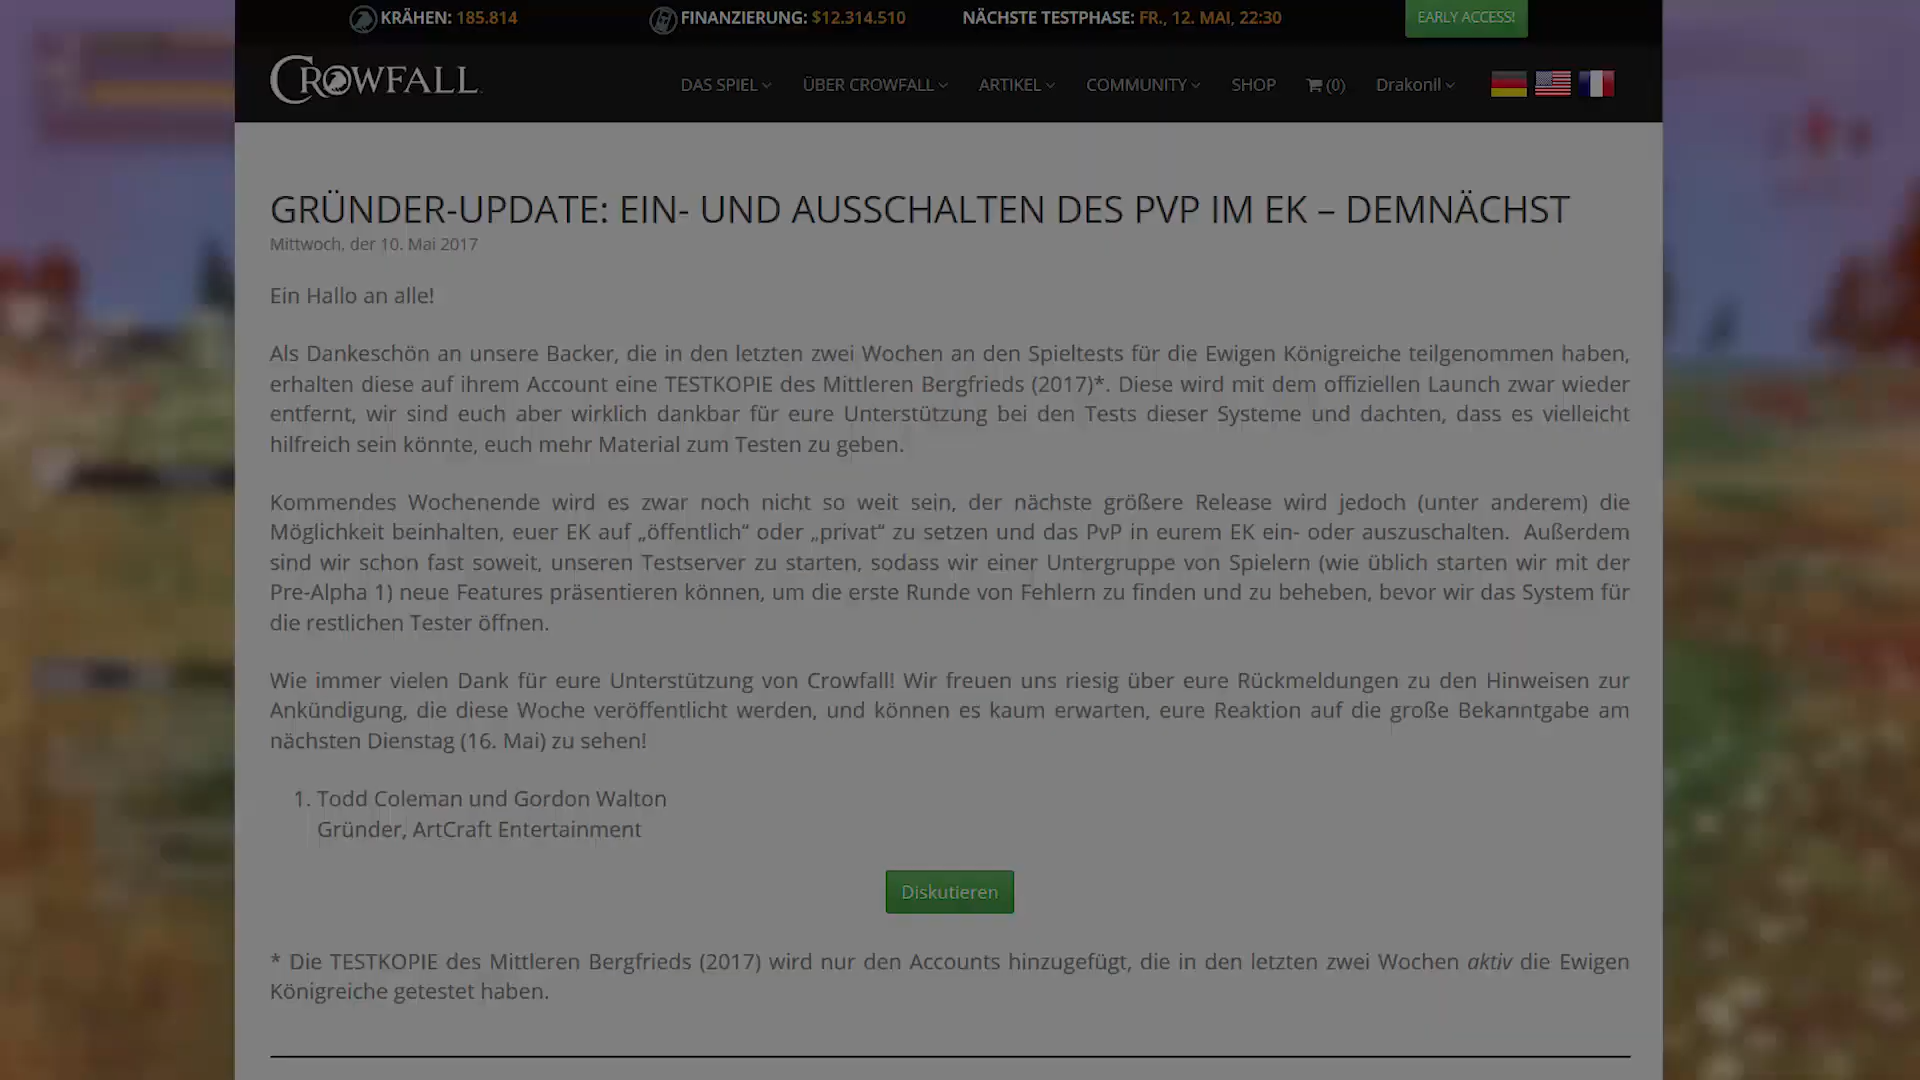 KRÄHEN: 185.814 FINANZIERUNG: $12.314.510 NÄCHSTE TESTPHASE: FR., 12. MAI, 22:30 EARLY ACCESS!
CROWFALL DAS SPIEL ÜBER CROWFALL ARTIKEL COMMUNITY SHOP (0) Drakonil
GRÜNDER-UPDATE: EIN- UND AUSSCHALTEN DES PVP IM EK – DEMNÄCHST
Mittwoch, der 10. Mai 2017
Ein Hallo an alle!
Als Dankeschön an unsere Backer, die in den letzten zwei Wochen an den Spieltests für die Ewigen Königreiche teilgenommen haben,
erhalten diese auf ihrem Account eine TESTKOPIE des Mittleren Bergfrieds (2017)*. Diese wird mit dem offiziellen Launch zwar wieder
entfernt, wir sind euch aber wirklich dankbar für eure Unterstützung bei den Tests dieser Systeme und dachten, dass es vielleicht
hilfreich sein könnte, euch mehr Material zum Testen zu geben.
Kommendes Wochenende wird es zwar noch nicht so weit sein, der nächste größere Release wird jedoch (unter anderem) die
Möglichkeit beinhalten, euer EK auf „öffentlich“ oder „privat“ zu setzen und das PvP in eurem EK ein- oder auszuschalten. Außerdem
sind wir schon fast soweit, unseren Testserver zu starten, sodass wir einer Untergruppe von Spielern (wie üblich starten wir mit der
Pre-Alpha 1) neue Features präsentieren können, um die erste Runde von Fehlern zu finden und zu beheben, bevor wir das System für
die restlichen Tester öffnen.
Wie immer vielen Dank für eure Unterstützung von Crowfall! Wir freuen uns riesig über eure Rückmeldungen zu den Hinweisen zur
Ankündigung, die diese Woche veröffentlicht werden, und können es kaum erwarten, eure Reaktion auf die große Bekanntgabe am
nächsten Dienstag (16. Mai) zu sehen!
1. Todd Coleman und Gordon Walton
Gründer, ArtCraft Entertainment
Diskutieren
* Die TESTKOPIE des Mittleren Bergfrieds (2017) wird nur den Accounts hinzugefügt, die in den letzten zwei Wochen aktiv die Ewigen
Königreiche getestet haben.